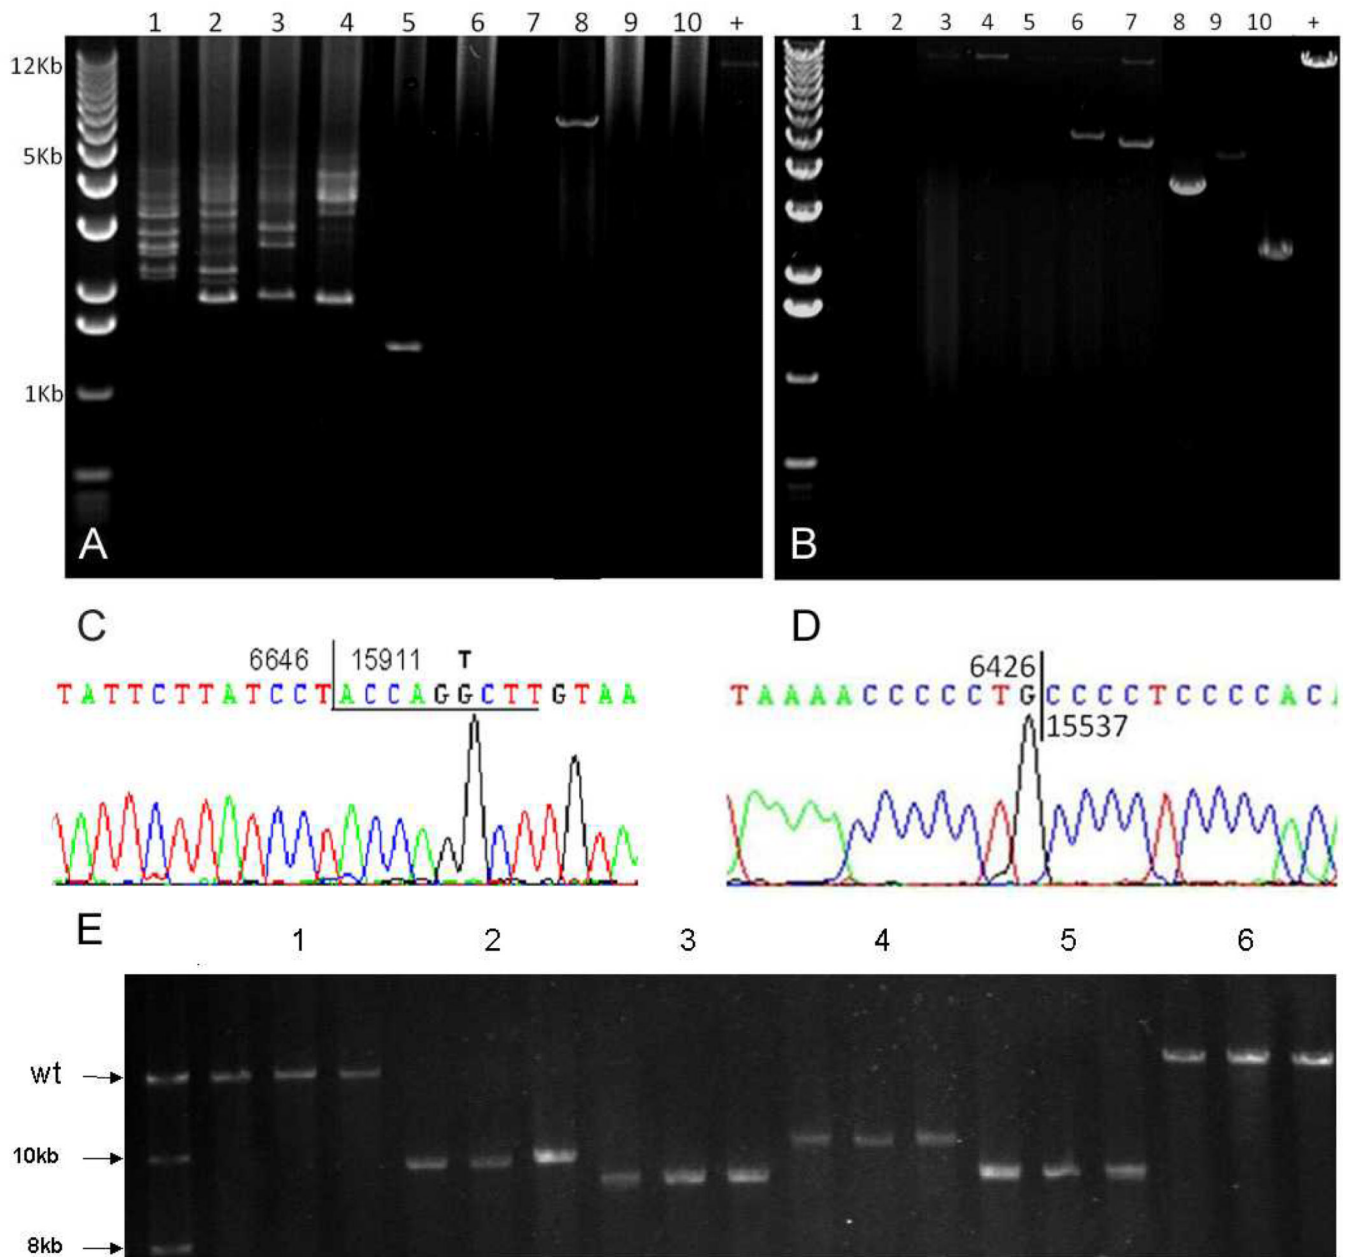 1 2 3 4 5 6 7 8 9 10 +
12Kb
5Kb
1Kb
A
1 2 3 4 5 6 7 8 9 10 +
B
C
6646 15911 T
TATTCTTATCCTACCAGGCTTGTAA
D
6426
TAAAACCCCCTGCCCCTCCCCACA
15537
E
1 2 3 4 5 6
wt
10kb
8kb